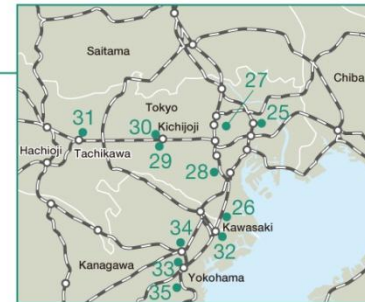 Saitama
Chiba
27
Tokyo
25
31
30
Kichijoji
Hachioji
Tachikawa
29
28
26
34
Kawasaki
32
33
Kanagawa
Yokohama
35